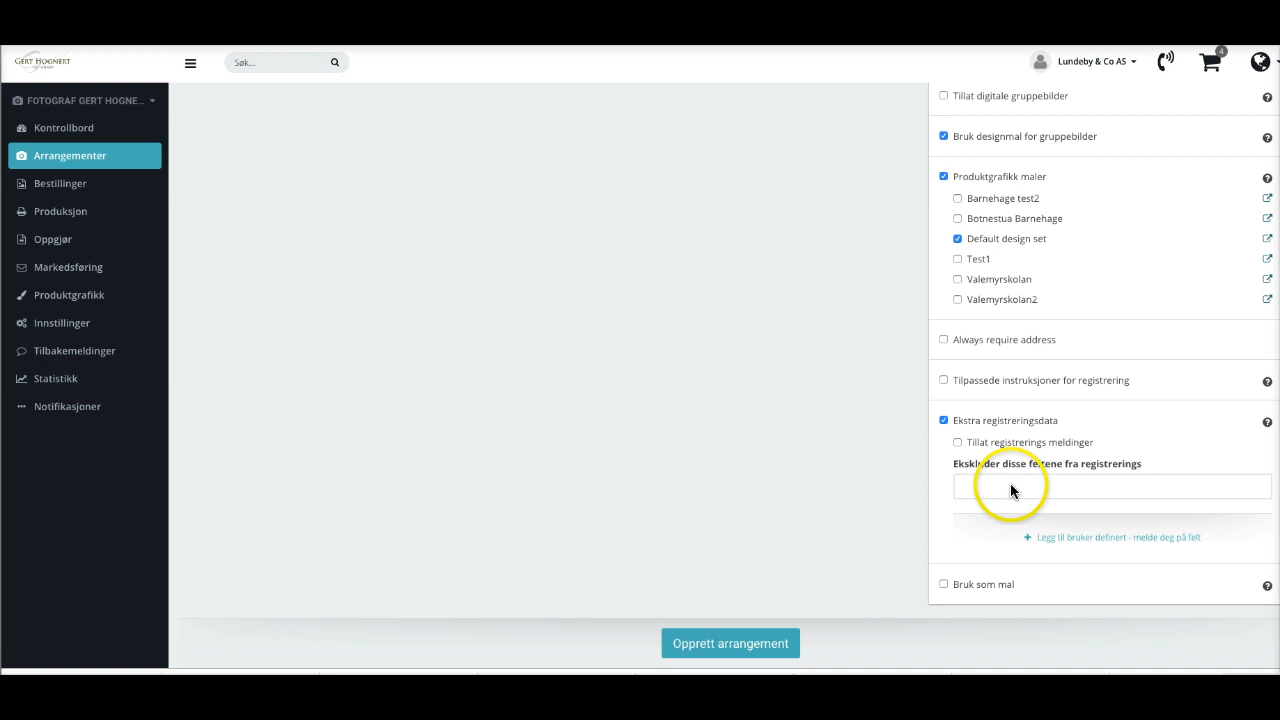 GERT HOGNERT
Søk...
Lundeby & Co AS
4
FOTOGRAF GERT HOGNE...
Kontrollbord
Arrangementer
Bestillinger
Produksjon
Oppgjør
Markedsføring
Produktgrafikk
Innstillinger
Tilbakemeldinger
Statistikk
Notifikasjoner
Tillat digitale gruppebilder
Bruk designmal for gruppebilder
Produktgrafikk maler
Barnehage test2
Botnestua Barnehage
Default design set
Test1
Valemyrskolan
Valemyrskolan2
Always require address
Tilpassede instruksjoner for registrering
Ekstra registreringsdata
Tillat registrerings meldinger
Ekskluder disse feltene fra registrerings
+ Legg til bruker definert - melde deg på felt
Bruk som mal
Opprett arrangement